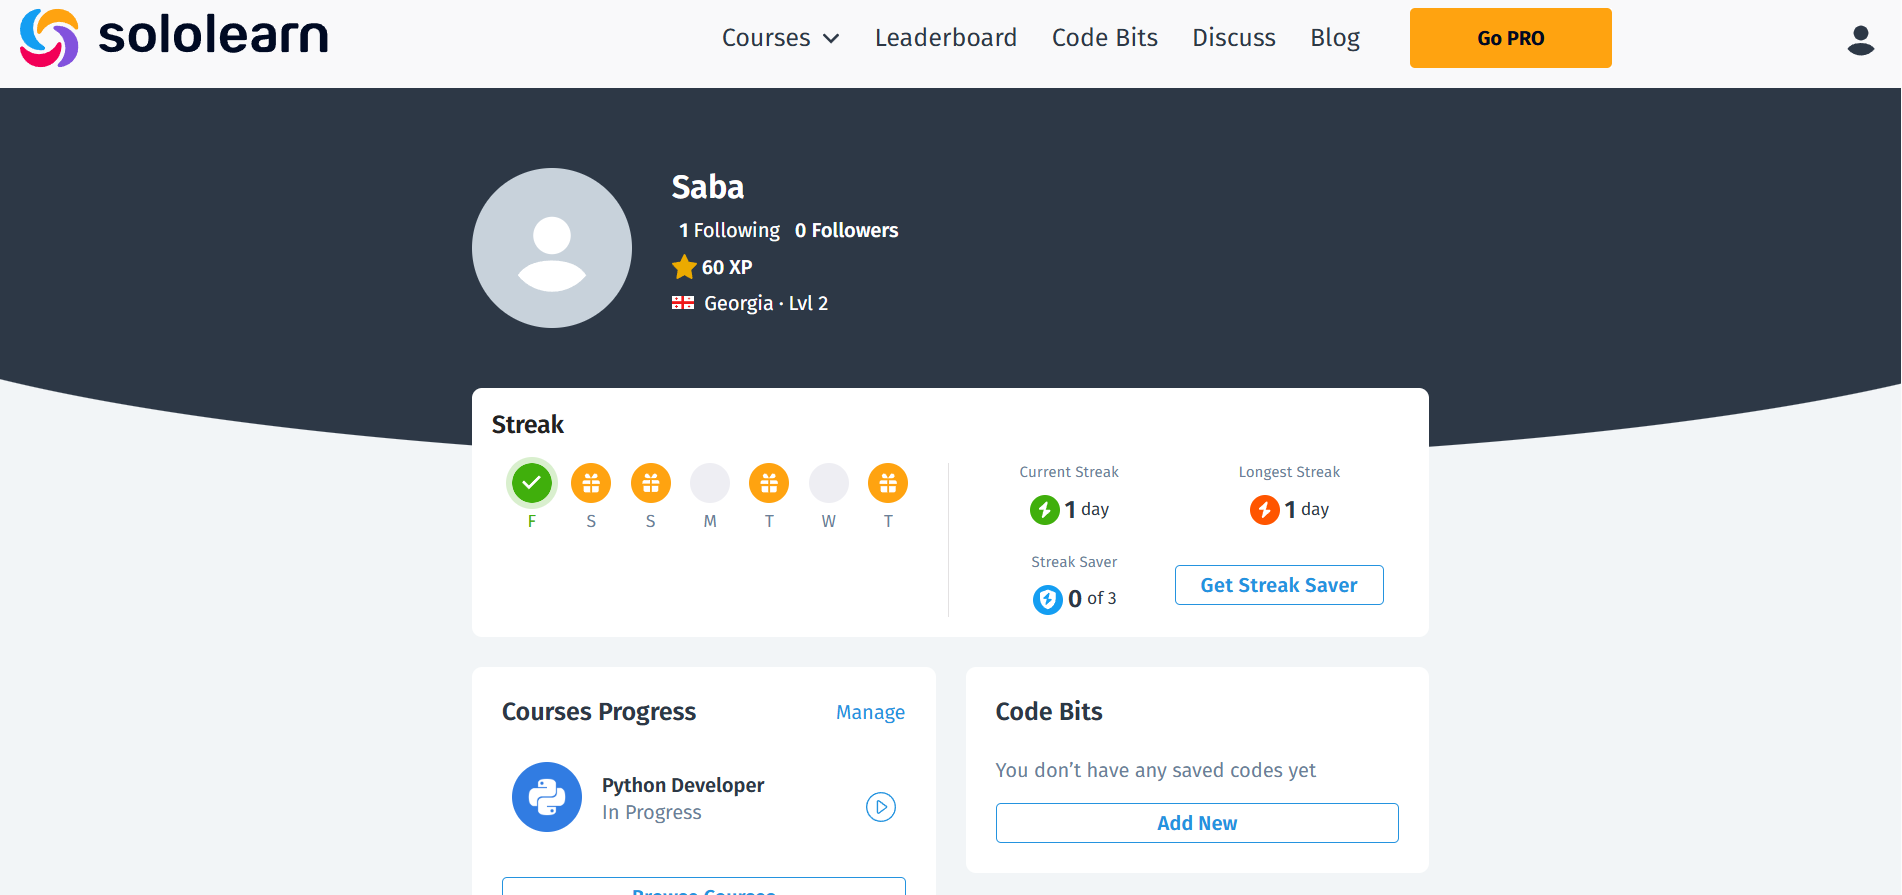 sololearn
Courses
Leaderboard
Code Bits
Discuss
Blog
Go PRO
Saba
1 Following 0 Followers
60 XP
Georgia · Lvl 2
Streak
F S S M T W T
Current Streak
1 day
Longest Streak
1 day
Streak Saver
0 of 3
Get Streak Saver
Courses Progress
Manage
Python Developer
In Progress
Browse Courses
Code Bits
You don’t have any saved codes yet
Add New